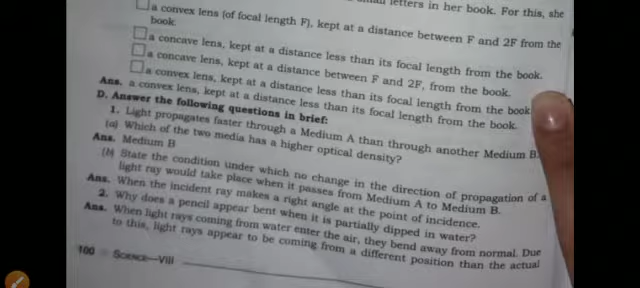 letters in her book. For this, she
a convex lens (of focal length F), kept at a distance between F and 2F from the
book.
a concave lens, kept at a distance less than its focal length from the book.
a concave lens, kept at a distance between F and 2F, from the book.
a convex lens, kept at a distance less than its focal length from the book
Ans. a convex lens, kept at a distance less than its focal length from the book.
D. Answer the following questions in brief:
1. Light propagates faster through a Medium A than through another Medium B.
(a) Which of the two media has a higher optical density?
Ans. Medium B
(b) State the condition under which no change in the direction of propagation of a
light ray would take place when it passes from Medium A to Medium B.
Ans. When the incident ray makes a right angle at the point of incidence.
2. Why does a pencil appear bent when it is partially dipped in water?
Ans. When light rays coming from water enter the air, they bend away from normal. Due
to this, light rays appear to be coming from a different position than the actual
100 SCIENCE—VIII